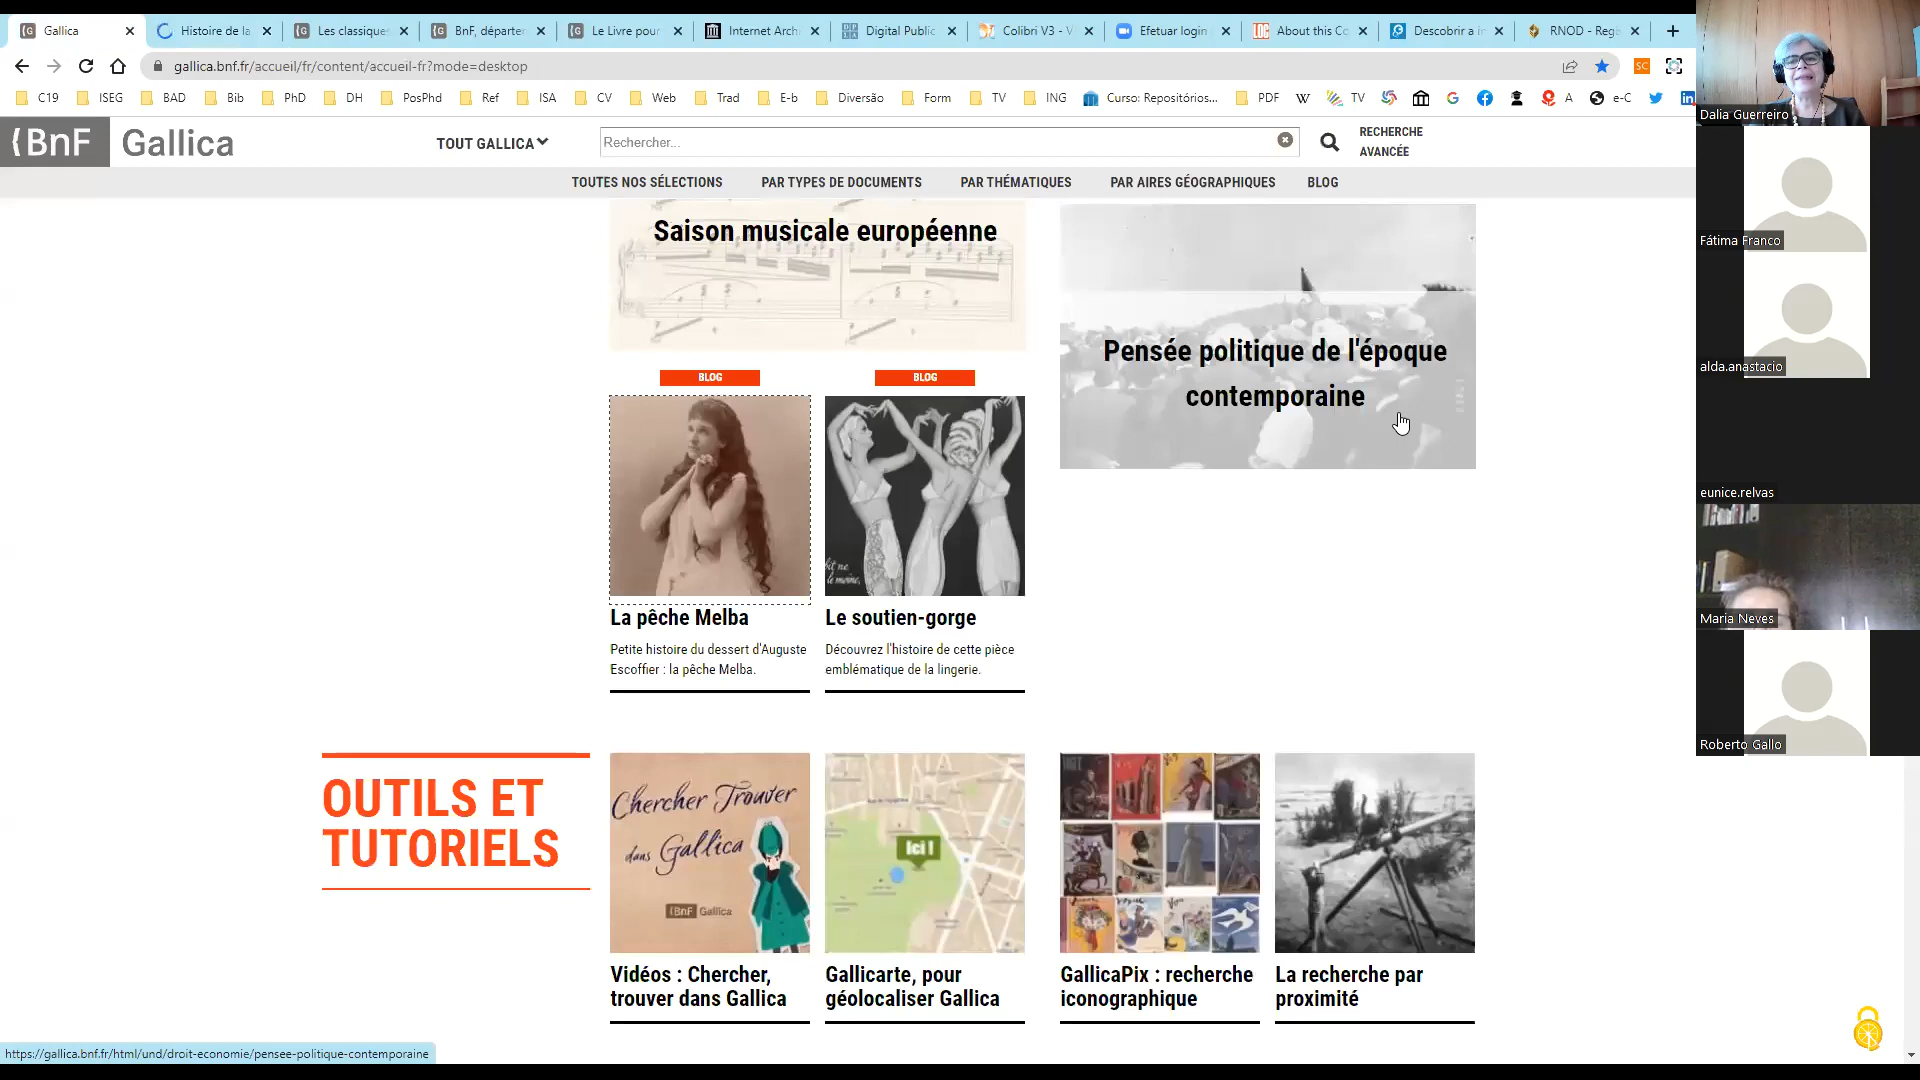 Gallica
Histoire de la
Les classique
BnF, départer
Le Livre pour
Internet Archi
Digital Public
Colibri V3 - V
Efetuar login
About this Co
Descobrir a in
RNOD - Regi
gallica.bnf.fr/accueil/fr/content/accueil-fr?mode=desktop
C19
ISEG
BAD
Bib
PhD
DH
PosPhd
Ref
ISA
CV
Web
Trad
E-b
Diversão
Form
TV
ING
Curso: Repositórios...
PDF
TV
A
e-C
{BnF
Gallica
TOUT GALLICA
Rechercher...
RECHERCHE
AVANCÉE
TOUTES NOS SÉLECTIONS
PAR TYPES DE DOCUMENTS
PAR THÉMATIQUES
PAR AIRES GÉOGRAPHIQUES
BLOG
Saison musicale européenne
Pensée politique de l'époque
contemporaine
BLOG
BLOG
La pêche Melba
Petite histoire du dessert d'Auguste
Escoffier : la pêche Melba.
Le soutien-gorge
Découvrez l'histoire de cette pièce
emblématique de la lingerie.
OUTILS ET
TUTORIELS
Chercher Trouver
dans Gallica
{BnF Gallica
Ici !
Vidéos : Chercher,
trouver dans Gallica
Gallicarte, pour
géolocaliser Gallica
GallicaPix : recherche
iconographique
La recherche par
proximité
https://gallica.bnf.fr/html/und/droit-economie/pensee-politique-contemporaine
Dalia Guerreiro
Fátima Franco
alda.anastacio
eunice.relvas
Maria Neves
Roberto Gallo